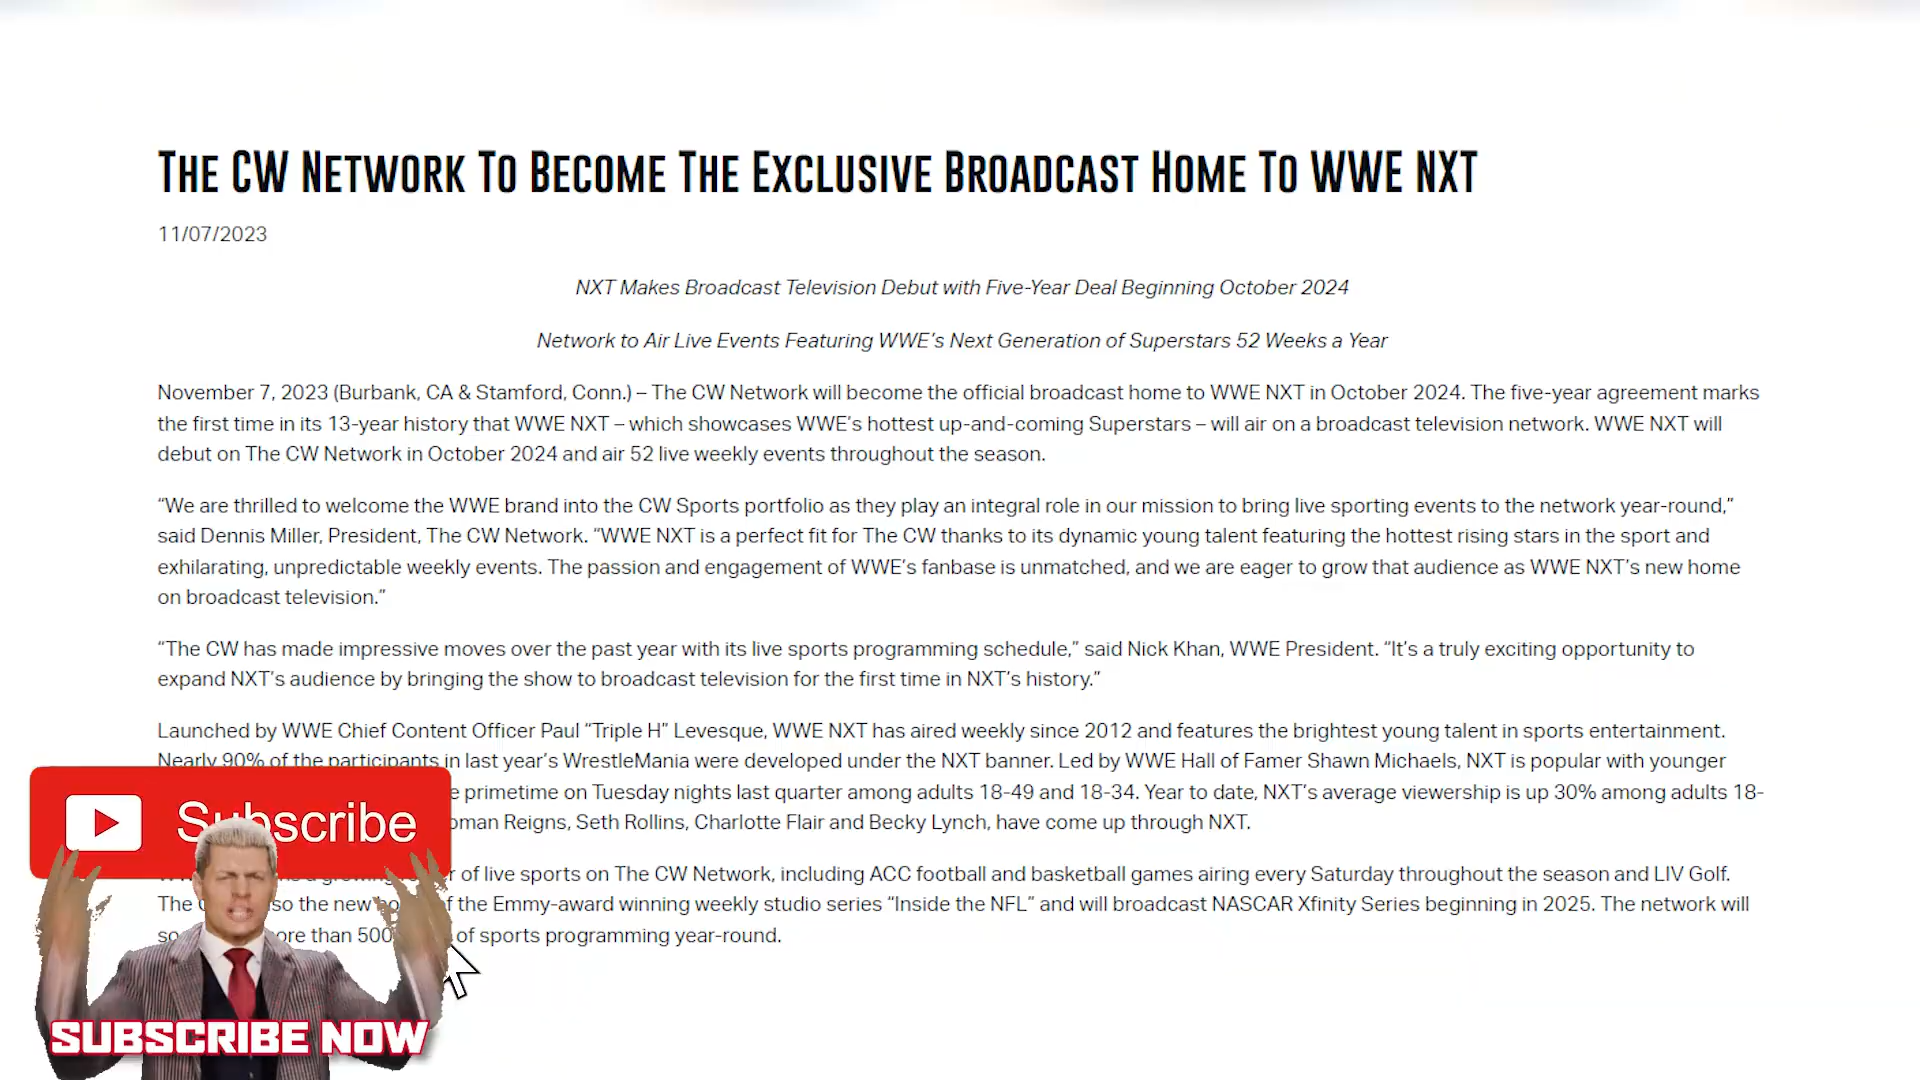 THE CW NETWORK TO BECOME THE EXCLUSIVE BROADCAST HOME TO WWE NXT
11/07/2023
NXT Makes Broadcast Television Debut with Five-Year Deal Beginning October 2024
Network to Air Live Events Featuring WWE's Next Generation of Superstars 52 Weeks a Year
November 7, 2023 (Burbank, CA & Stamford, Conn.) – The CW Network will become the official broadcast home to WWE NXT in October 2024. The five-year agreement marks
the first time in its 13-year history that WWE NXT – which showcases WWE's hottest up-and-coming Superstars – will air on a broadcast television network. WWE NXT will
debut on The CW Network in October 2024 and air 52 live weekly events throughout the season.
“We are thrilled to welcome the WWE brand into the CW Sports portfolio as they play an integral role in our mission to bring live sporting events to the network year-round,”
said Dennis Miller, President, The CW Network. “WWE NXT is a perfect fit for The CW thanks to its dynamic young talent featuring the hottest rising stars in the sport and
exhilarating, unpredictable weekly events. The passion and engagement of WWE's fanbase is unmatched, and we are eager to grow that audience as WWE NXT's new home
on broadcast television.”
“The CW has made impressive moves over the past year with its live sports programming schedule,” said Nick Khan, WWE President. “It's a truly exciting opportunity to
expand NXT's audience by bringing the show to broadcast television for the first time in NXT's history.”
Launched by WWE Chief Content Officer Paul “Triple H” Levesque, WWE NXT has aired weekly since 2012 and features the brightest young talent in sports entertainment.
Nearly 90% of the participants in last year's WrestleMania were developed under the NXT banner. Led by WWE Hall of Famer Shawn Michaels, NXT is popular with younger
primetime on Tuesday nights last quarter among adults 18-49 and 18-34. Year to date, NXT's average viewership is up 30% among adults 18-
Reigns, Seth Rollins, Charlotte Flair and Becky Lynch, have come up through NXT.
of live sports on The CW Network, including ACC football and basketball games airing every Saturday throughout the season and LIV Golf.
The the new of the Emmy-award winning weekly studio series “Inside the NFL” and will broadcast NASCAR Xfinity Series beginning in 2025. The network will
than 500 of sports programming year-round.
Subscribe
SUBSCRIBE NOW